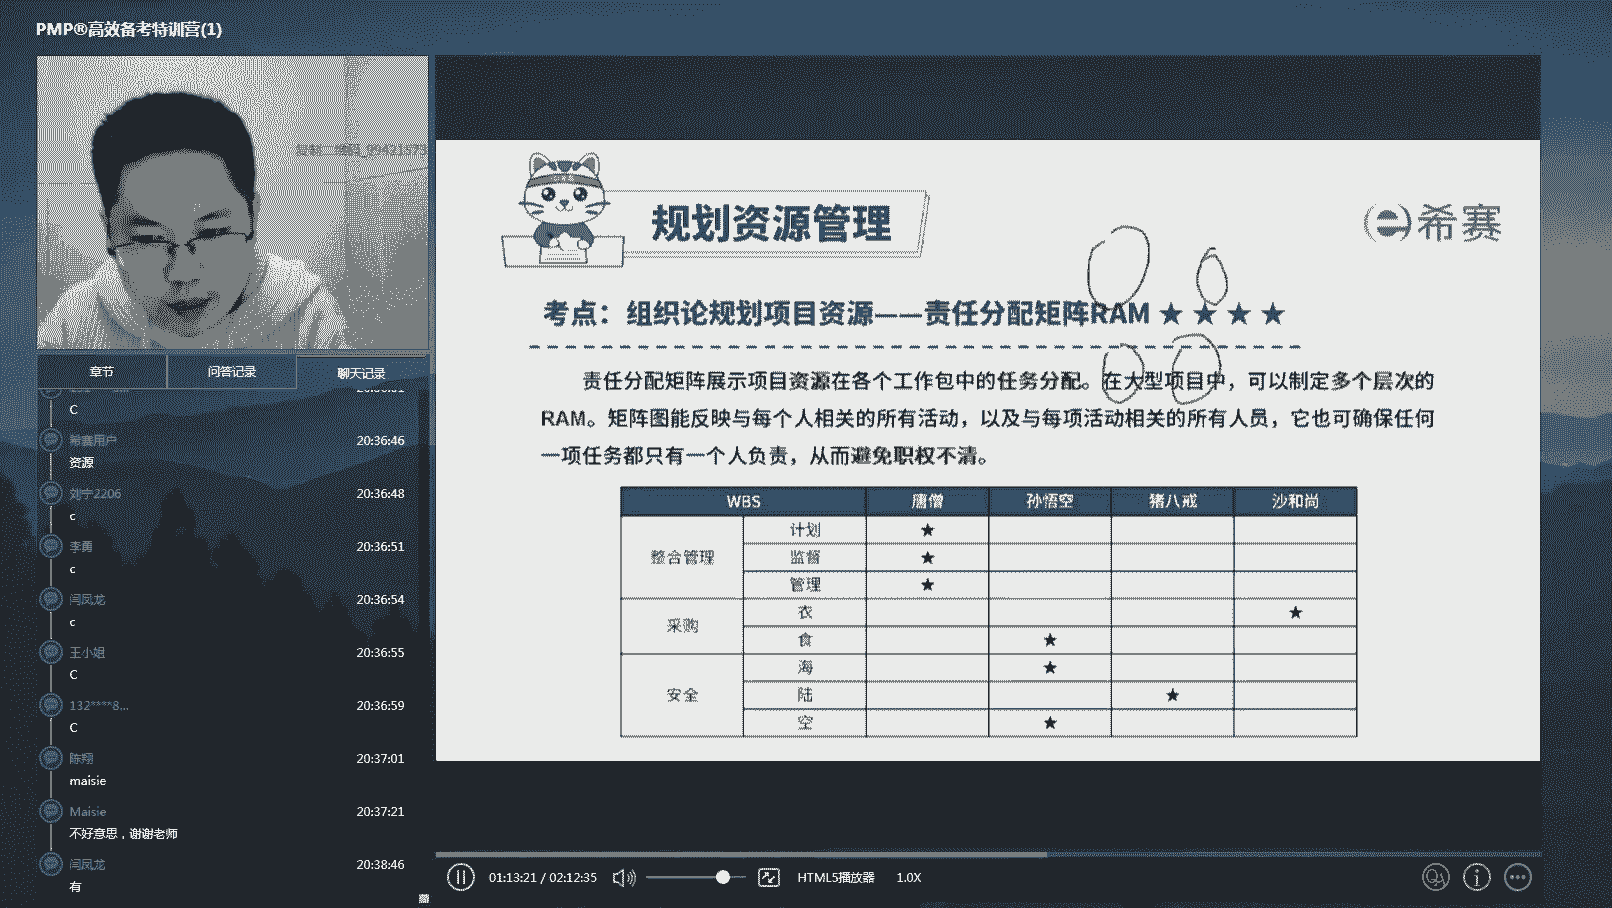 PMP®高效备考特训营(1)
章节
问答记录
聊天记录
C
希赛用户
20:36:46
资源
刘宁2206
20:36:48
c
李勇
20:36:51
c
闫凤龙
20:36:54
c
王小姐
20:36:55
C
132****8...
20:36:59
C
陈翔
20:37:01
maisie
Maisie
20:37:21
不好意思，谢谢老师
闫凤龙
20:38:46
有
规划资源管理
希赛
考点：组织论规划项目资源——责任分配矩阵RAM ★ ★ ★ ★
责任分配矩阵展示项目资源在各个工作包中的任务分配。在大型项目中，可以制定多个层次的
RAM。矩阵图能反映与每个人相关的所有活动，以及与每项活动相关的所有人员，它也可确保任何
一项任务都只有一个人负责，从而避免职权不清。
WBS 唐僧 孙悟空 猪八戒 沙和尚
整合管理
计划 ★
监督 ★
管理 ★
采购
衣 ★
食 ★
安全
海 ★
陆 ★
空 ★
01:13:21 / 02:12:35
HTML5播放器
1.0X